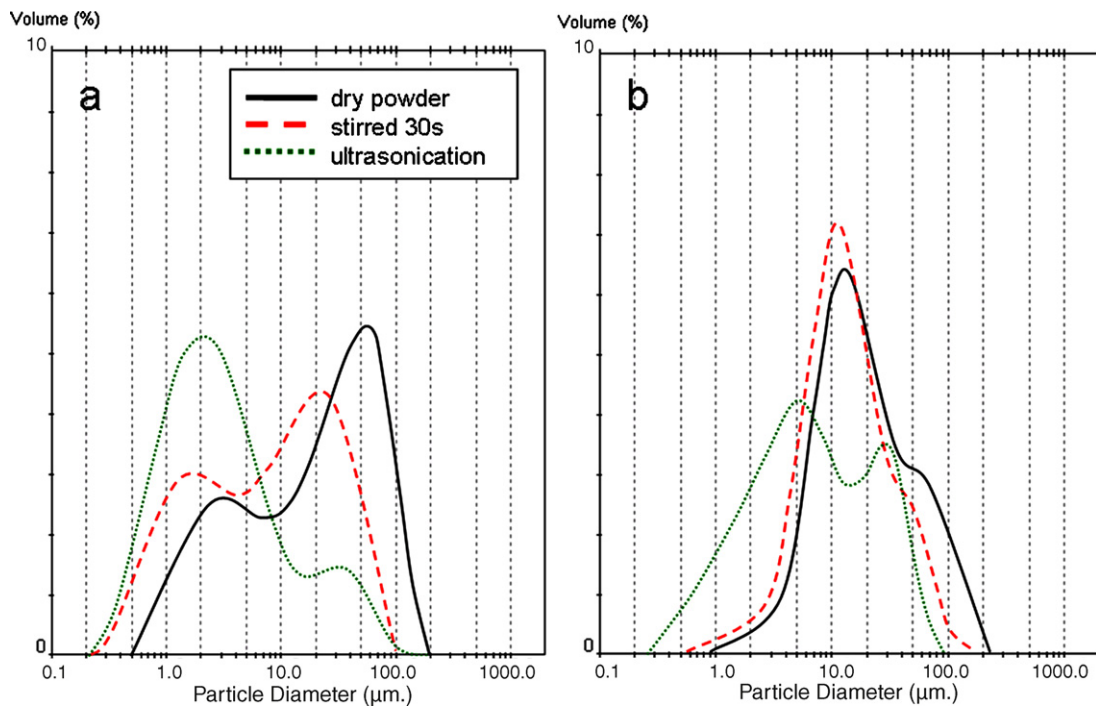 Volume (%)
10
a
dry powder
stirred 30s
ultrasonication
0
0.1 1.0 10.0 100.0 1000.0
Particle Diameter (µm.)
Volume (%)
10
b
0
0.1 1.0 10.0 100.0 1000.0
Particle Diameter (µm.)